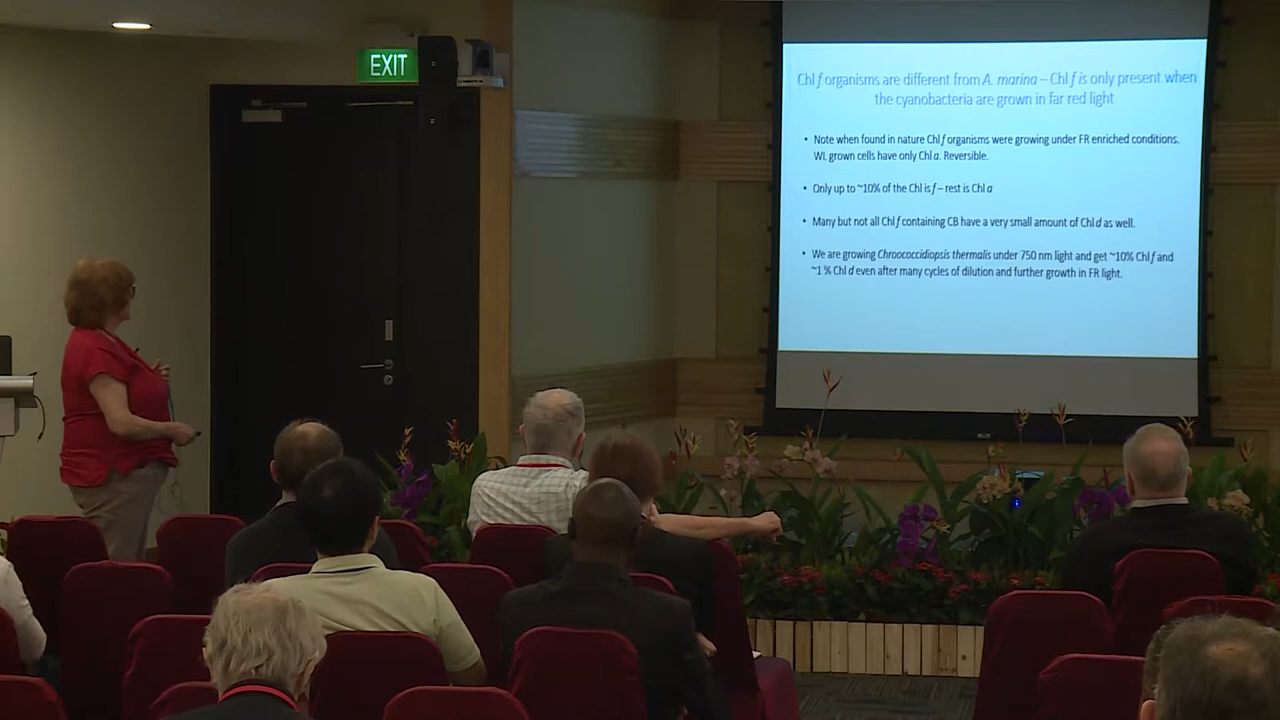 EXIT
Chl f organisms are different from A. marina – Chl f is only present when
the cyanobacteria are grown in far red light
• Note when found in nature Chl f organisms were growing under FR enriched conditions.
WL grown cells have only Chl a. Reversible.
• Only up to ~10% of the Chl is f – rest is Chl a
• Many but not all Chl f containing CB have a very small amount of Chl d as well.
• We are growing Chroococcidiopsis thermalis under 750 nm light and get ~10% Chl f and
~1 % Chl d even after many cycles of dilution and further growth in FR light.